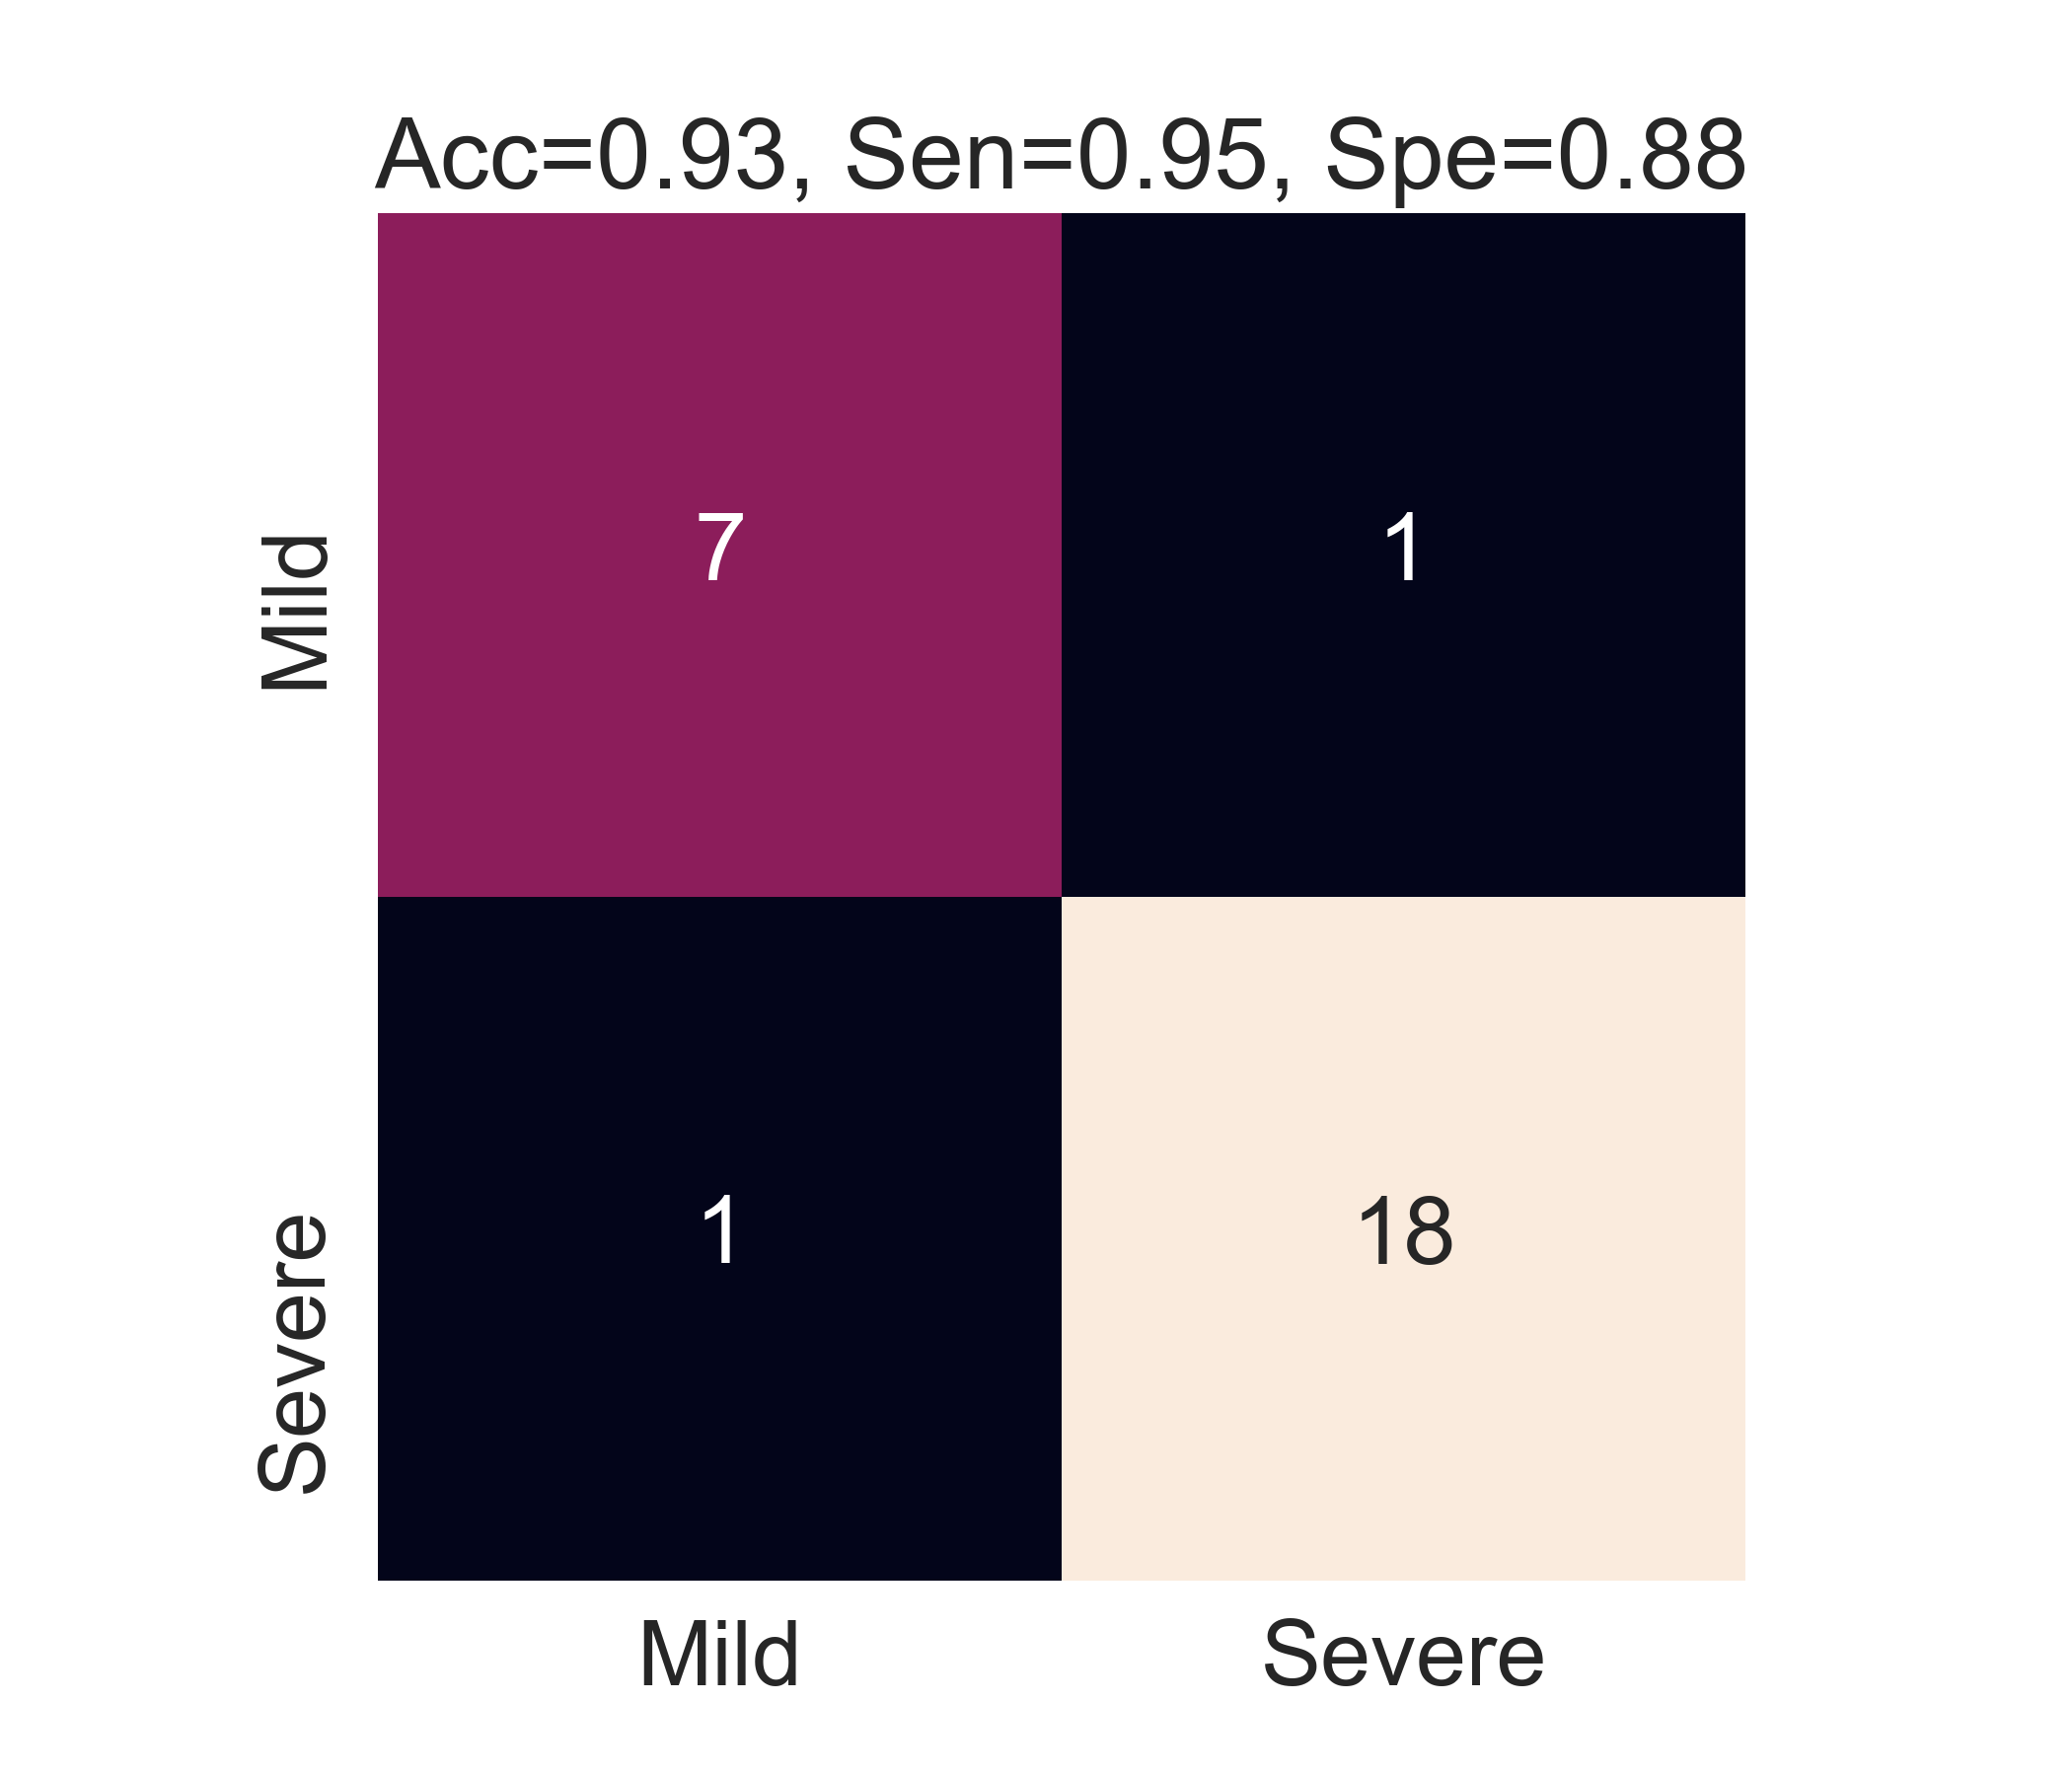 Acc=0.93, Sen=0.95, Spe=0.88
Mild
7
1
Severe
1
18
Mild
Severe